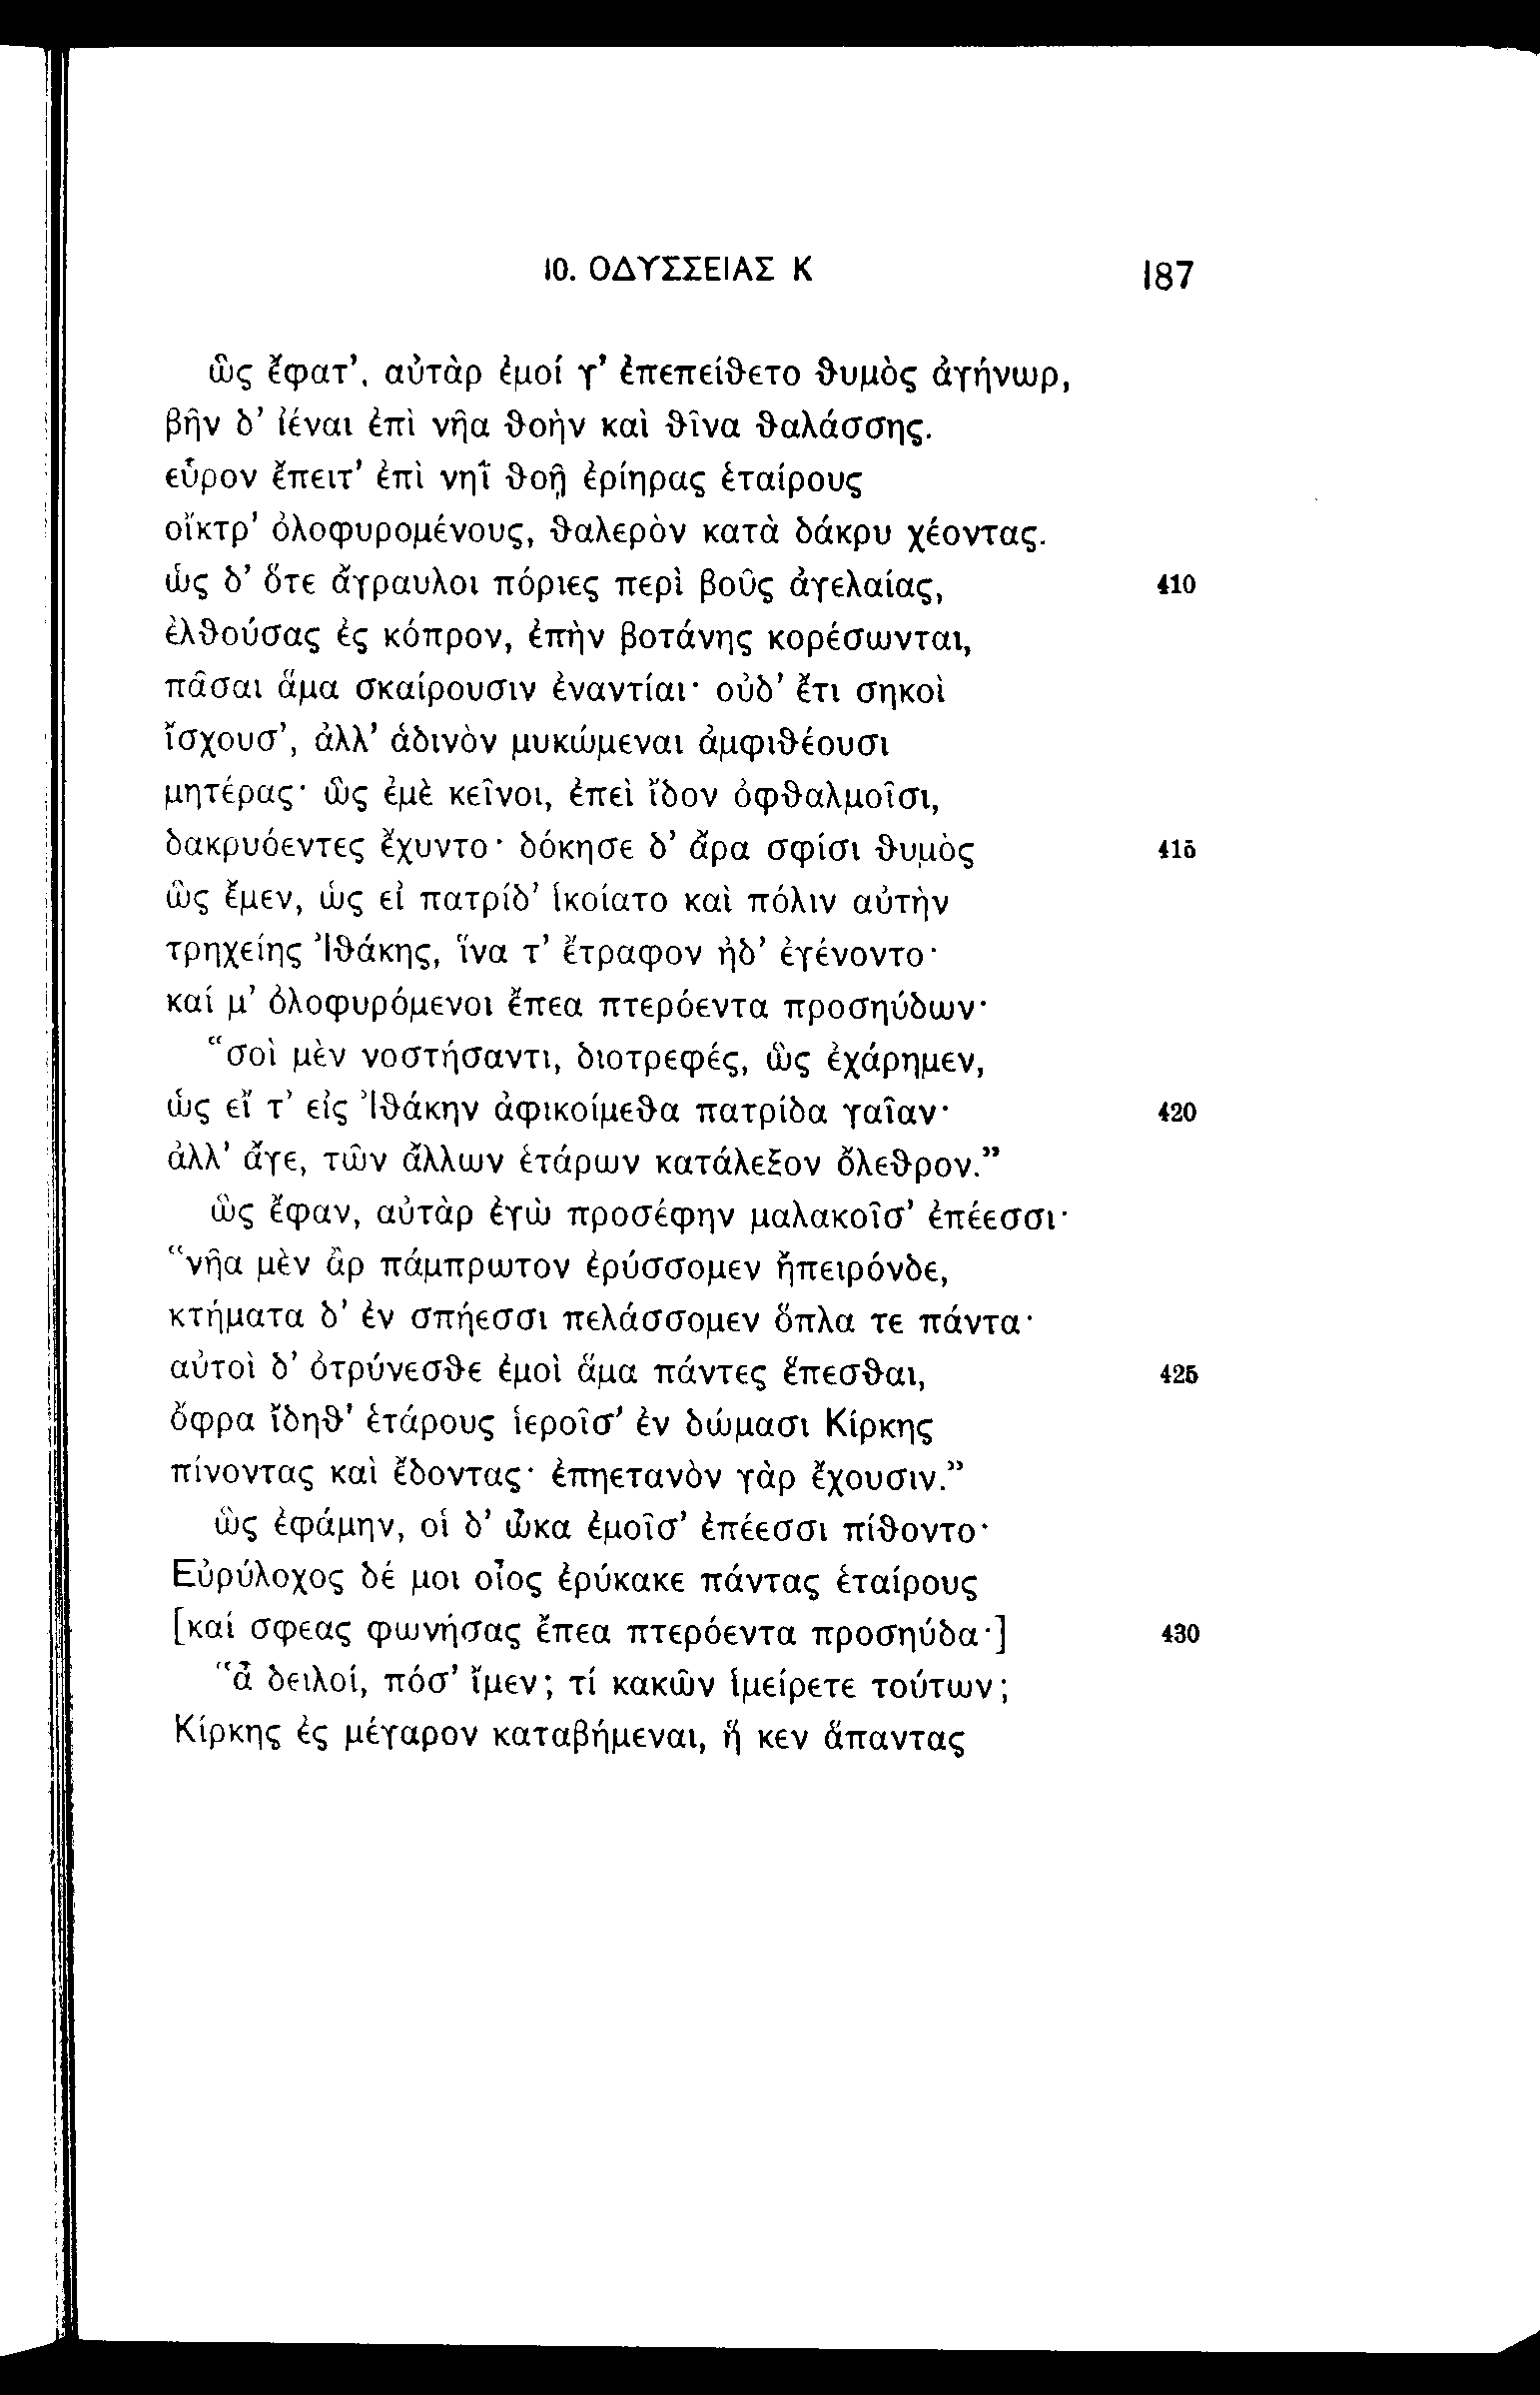 10. ΟΔΥΣΣΕΙΑΣ Κ 187
ὣς ἔφατ’, αὐτὰρ ἐμοί γ’ ἐπεπείθετο θυμὸς ἀγήνωρ,
βῆν δ’ ἰέναι ἐπὶ νῆα θοὴν καὶ θῖνα θαλάσσης.
εὗρον ἔπειτ’ ἐπὶ νηῒ θοῇ ἐρίηρας ἑταίρους
οἴκτρ’ ὀλοφυρομένους, θαλερὸν κατὰ δάκρυ χέοντας.
ὡς δ’ ὅτε ἄγραυλοι πόριες περὶ βοῦς ἀγελαίας, 410
ἐλθούσας ἐς κόπρον, ἐπὴν βοτάνης κορέσωνται,
πᾶσαι ἅμα σκαίρουσιν ἐναντίαι· οὐδ’ ἔτι σηκοὶ
ἴσχουσ’, ἀλλ’ ἁδινὸν μυκώμεναι ἀμφιθέουσι
μητέρας· ὣς ἐμὲ κεῖνοι, ἐπεὶ ἴδον ὀφθαλμοῖσι,
δακρυόεντες ἔχυντο· δόκησε δ’ ἄρα σφίσι θυμὸς 415
ὣς ἔμεν, ὡς εἰ πατρίδ’ ἱκοίατο καὶ πόλιν αὐτὴν
τρηχείης Ἰθάκης, ἵνα τ’ ἔτραφον ἠδ’ ἐγένοντο·
καί μ’ ὀλοφυρόμενοι ἔπεα πτερόεντα προσηύδων·
“σοὶ μὲν νοστήσαντι, διοτρεφές, ὣς ἐχάρημεν,
ὡς εἴ τ’ εἰς Ἰθάκην ἀφικοίμεθα πατρίδα γαῖαν· 420
ἀλλ’ ἄγε, τῶν ἄλλων ἑτάρων κατάλεξον ὄλεθρον.”
ὣς ἔφαν, αὐτὰρ ἐγὼ προσέφην μαλακοῖσ’ ἐπέεσσι·
“νῆα μὲν ἂρ πάμπρωτον ἐρύσσομεν ἤπειρόνδε,
κτήματα δ’ ἐν σπήεσσι πελάσσομεν ὅπλα τε πάντα·
αὐτοὶ δ’ ὀτρύνεσθε ἐμοὶ ἅμα πάντες ἕπεσθαι, 425
ὄφρα ἴδηθ’ ἑτάρους ἱεροῖσ’ ἐν δώμασι Κίρκης
πίνοντας καὶ ἔδοντας· ἐπηετανὸν γὰρ ἔχουσιν.”
ὣς ἐφάμην, οἱ δ’ ὦκα ἐμοῖσ’ ἐπέεσσι πίθοντο·
Εὐρύλοχος δέ μοι οἶος ἐρύκακε πάντας ἑταίρους
[καί σφεας φωνήσας ἔπεα πτερόεντα προσηύδα·] 430
“ἆ δειλοί, πόσ’ ἴμεν; τί κακῶν ἱμείρετε τούτων;
Κίρκης ἐς μέγαρον καταβήμεναι, ἥ κεν ἅπαντας